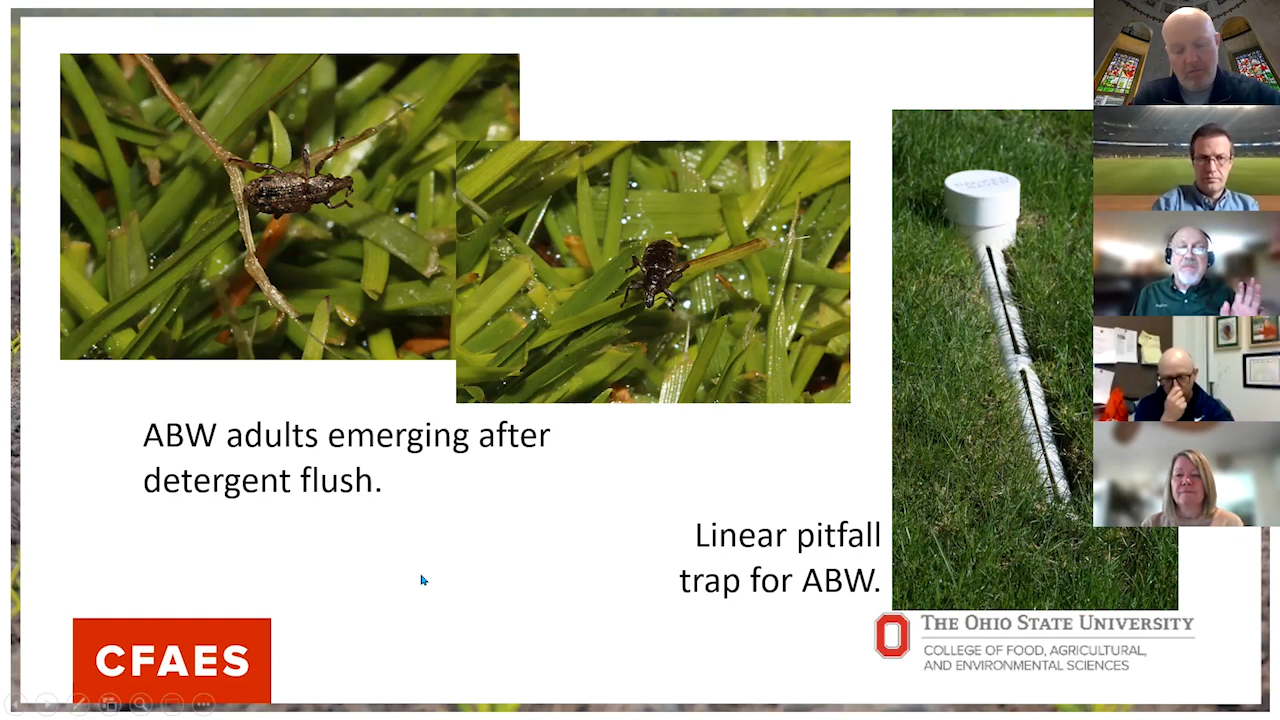 ABW adults emerging after
detergent flush.
Linear pitfall
trap for ABW.
CFAES
THE OHIO STATE UNIVERSITY
COLLEGE OF FOOD, AGRICULTURAL,
AND ENVIRONMENTAL SCIENCES